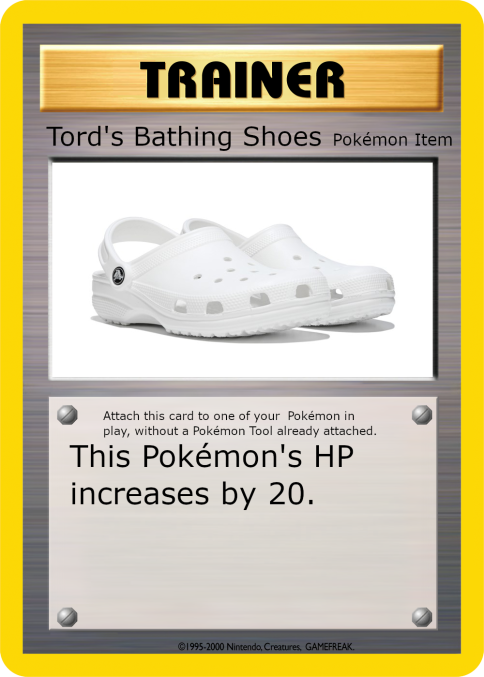 TRAINER
Tord's Bathing Shoes Pokémon Item
Attach this card to one of your Pokémon in
play, without a Pokémon Tool already attached.
This Pokémon's HP
increases by 20.
©1995-2000 Nintendo, Creatures, GAMEFREAK.